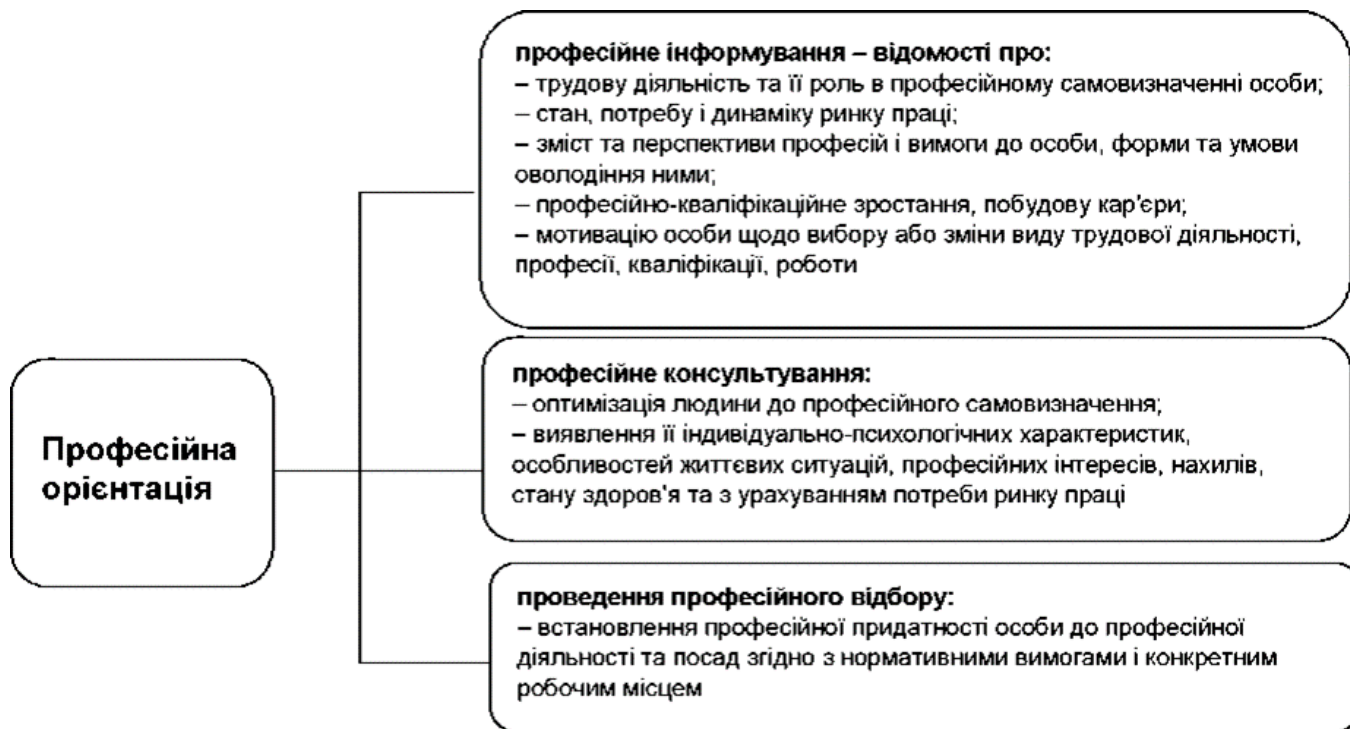 професійне інформування – відомості про:
– трудову діяльність та її роль в професійному самовизначенні особи;
– стан, потребу і динаміку ринку праці;
– зміст та перспективи професій і вимоги до особи, форми та умови
оволодіння ними;
– професійно-кваліфікаційне зростання, побудову кар'єри;
– мотивацію особи щодо вибору або зміни виду трудової діяльності,
професії, кваліфікації, роботи
Професійна
орієнтація
професійне консультування:
– оптимізація людини до професійного самовизначення;
– виявлення її індивідуально-психологічних характеристик,
особливостей життєвих ситуацій, професійних інтересів, нахилів,
стану здоров'я та з урахуванням потреби ринку праці
проведення професійного відбору:
– встановлення професійної придатності особи до професійної
діяльності та посад згідно з нормативними вимогами і конкретним
робочим місцем